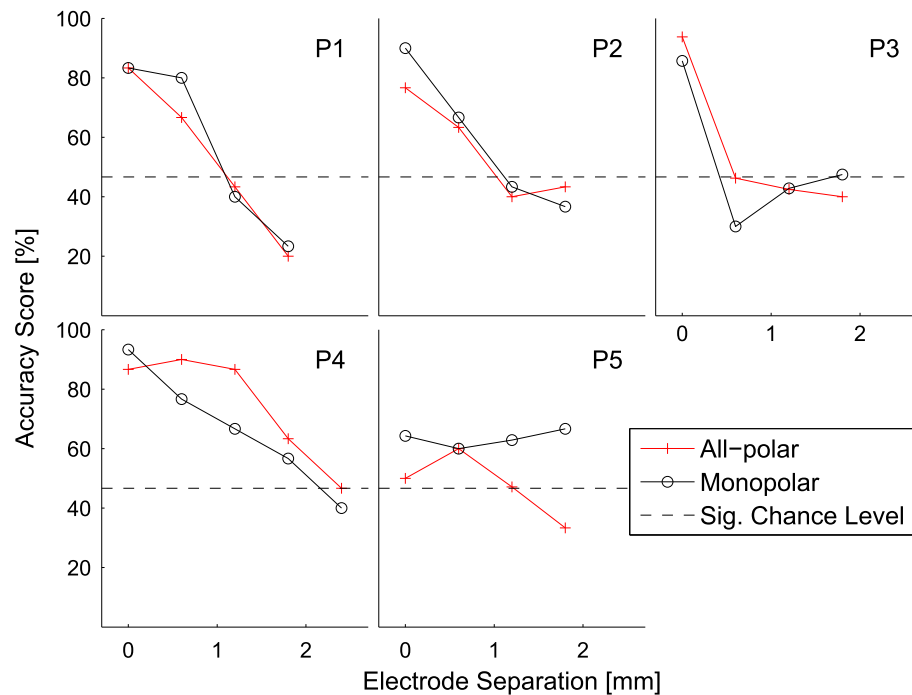 100
80
60
40
20
P1
P2
P3
0
1
2
Accuracy Score [%]
100
80
60
40
20
P4
P5
All-polar
Monopolar
Sig. Chance Level
0
1
2
0
1
2
Electrode Separation [mm]